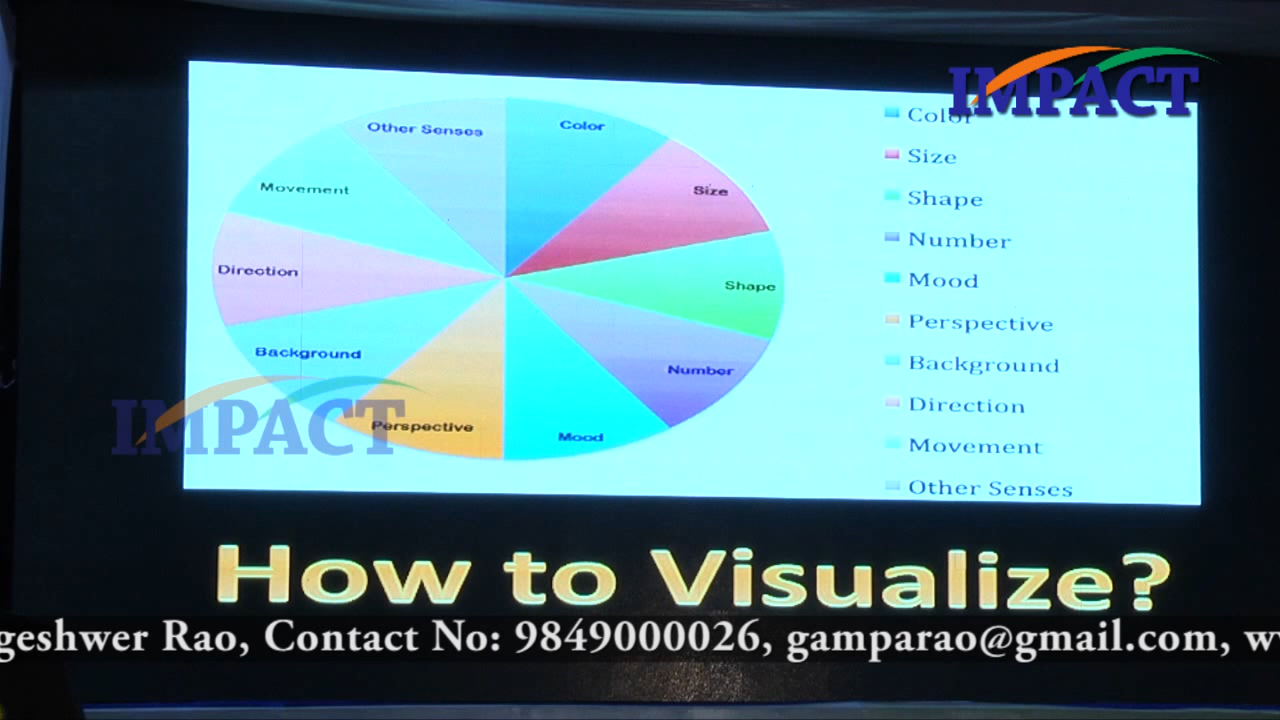 IMPACT
Other Senses
Color
Movement
Size
Direction
Shape
Background
Number
Perspective
Mood
Color
Size
Shape
Number
Mood
Perspective
Background
Direction
Movement
Other Senses
IMPACT
How to Visualize?
Rao, Contact No: 9849000026, gamparao@gmail.com,